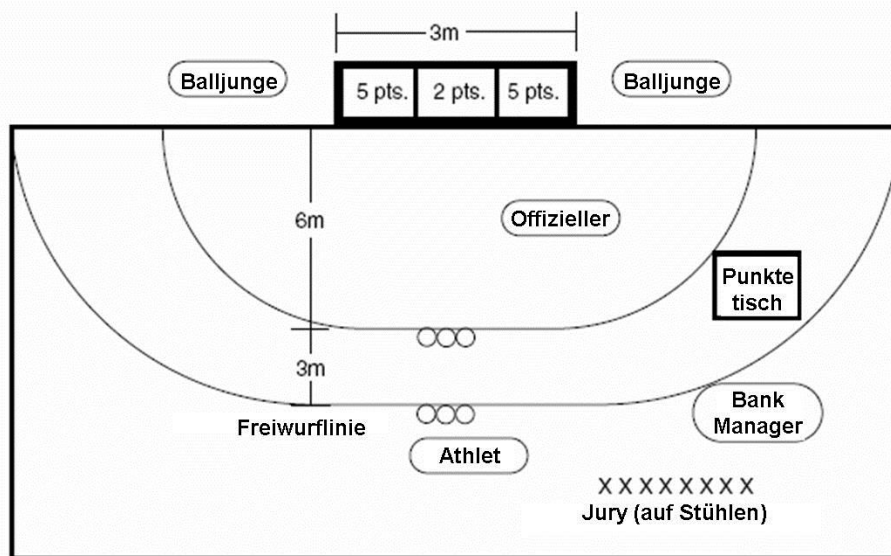 3m
Balljunge
5 pts.
2 pts.
5 pts.
Balljunge
6m
Offizieller
Punkte
tisch
3m
Freiwurflinie
Bank
Manager
Athlet
X X X X X X X X
Jury (auf Stühlen)